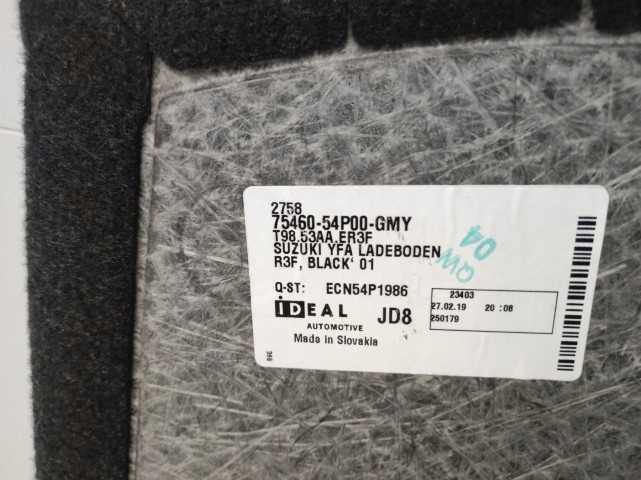 2758
75460-54P00-GMY
T98.53AA.ER3F
SUZUKI YFA LADEBODEN
R3F, BLACK' 01
QW
04
Q-ST: ECN54P1986
23403
27.02.19 20:08
250179
iDEAL
AUTOMOTIVE
JD8
Made in Slovakia